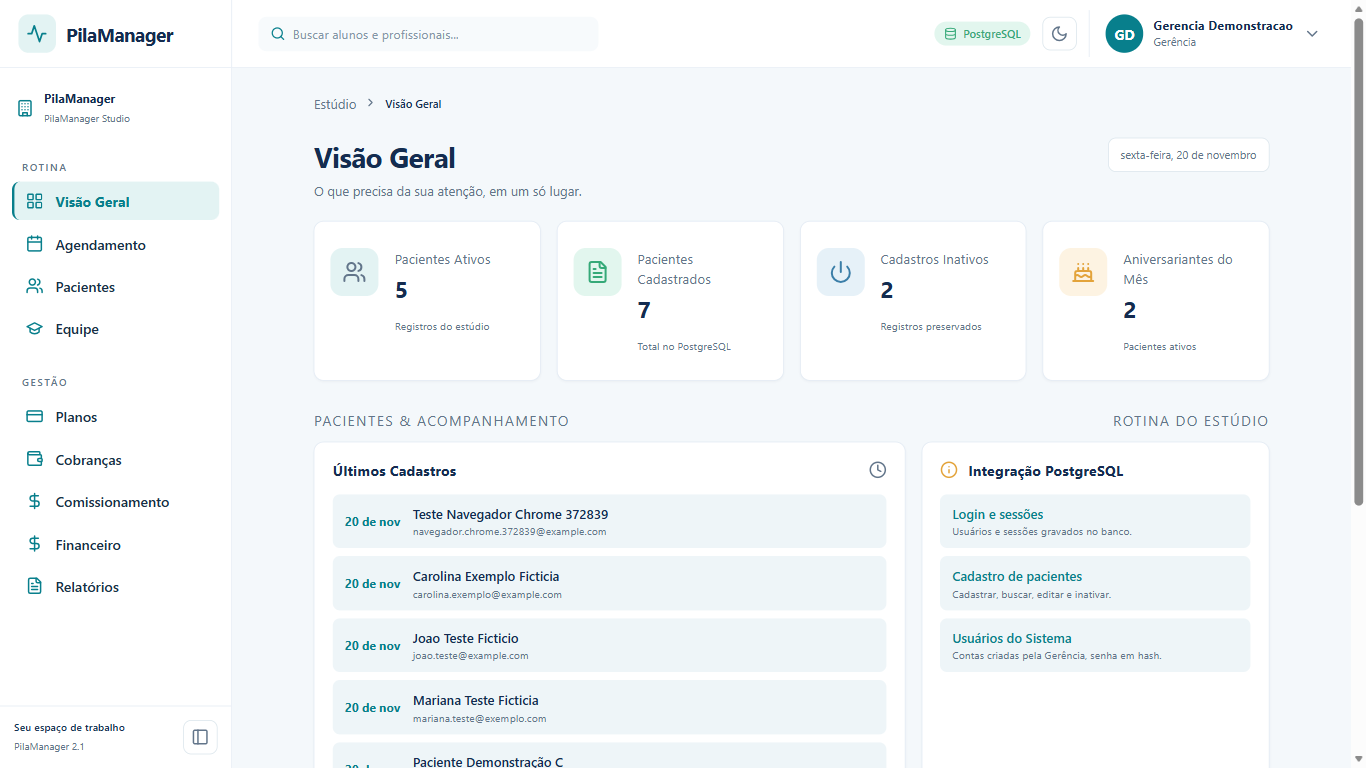 PilaManager
Buscar alunos e profissionais...
PostgreSQL
GD
Gerencia Demonstracao
Gerência
PilaManager
PilaManager Studio
ROTINA
Visão Geral
Agendamento
Pacientes
Equipe
GESTÃO
Planos
Cobranças
Comissionamento
Financeiro
Relatórios
Seu espaço de trabalho
PilaManager 2.1
Estúdio > Visão Geral
Visão Geral
sexta-feira, 20 de novembro
O que precisa da sua atenção, em um só lugar.
Pacientes Ativos
5
Registros do estúdio
Pacientes
Cadastrados
7
Total no PostgreSQL
Cadastros Inativos
2
Registros preservados
Aniversariantes do
Mês
2
Pacientes ativos
PACIENTES & ACOMPANHAMENTO
Últimos Cadastros
20 de nov
Teste Navegador Chrome 372839
navegador.chrome.372839@example.com
20 de nov
Carolina Exemplo Ficticia
carolina.exemplo@example.com
20 de nov
Joao Teste Ficticio
joao.teste@example.com
20 de nov
Mariana Teste Ficticia
mariana.teste@exemplo.com
Paciente Demonstração C
ROTINA DO ESTÚDIO
Integração PostgreSQL
Login e sessões
Usuários e sessões gravados no banco.
Cadastro de pacientes
Cadastrar, buscar, editar e inativar.
Usuários do Sistema
Contas criadas pela Gerência, senha em hash.